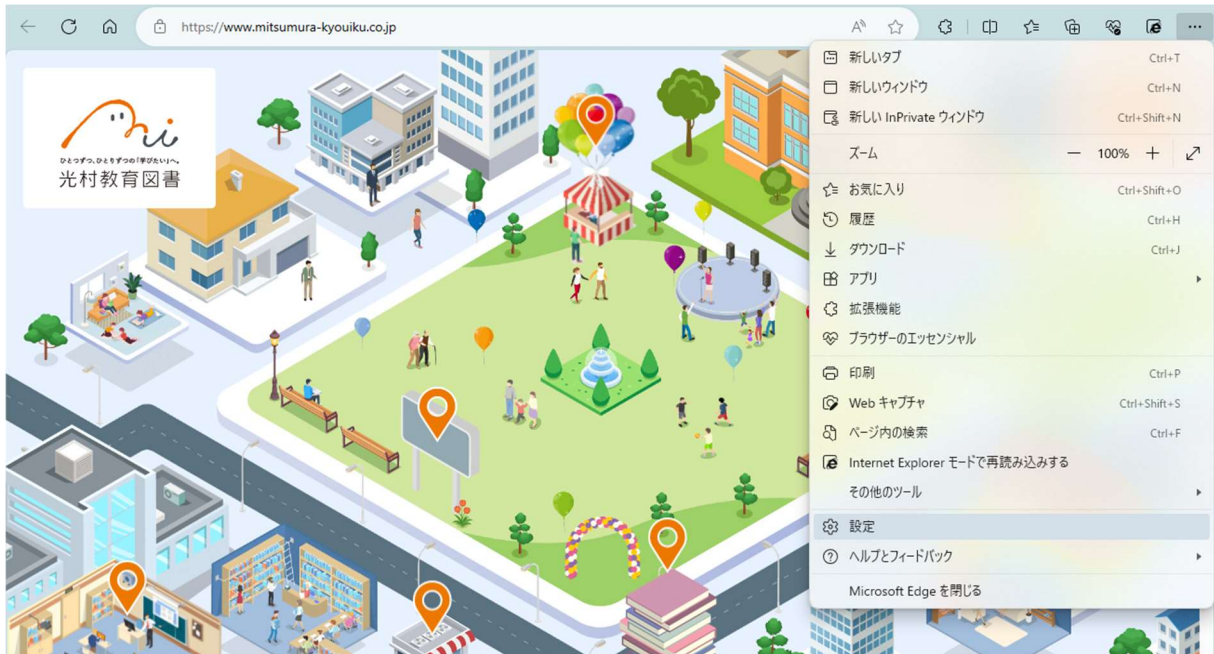 https://www.mitsumura-kyouiku.co.jp
ひとつずつ、ひとりずつの「学びたい」へ。
光村教育図書
新しいタブ Ctrl+T
新しいウィンドウ Ctrl+N
新しい InPrivate ウィンドウ Ctrl+Shift+N
ズーム 100%
お気に入り Ctrl+Shift+O
履歴 Ctrl+H
ダウンロード Ctrl+J
アプリ
拡張機能
ブラウザーのエッセンシャル
印刷 Ctrl+P
Web キャプチャ Ctrl+Shift+S
ページ内の検索 Ctrl+F
Internet Explorer モードで再読み込みする
その他のツール
設定
ヘルプとフィードバック
Microsoft Edge を閉じる